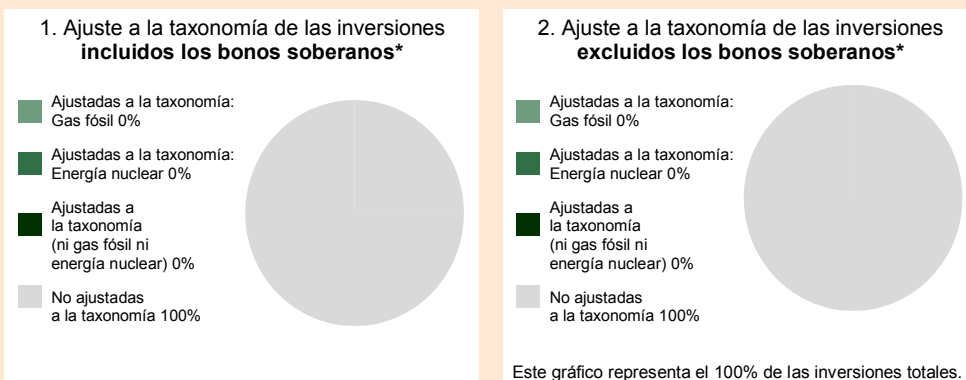 1. Ajuste a la taxonomía de las inversiones
incluidos los bonos soberanos*
Ajustadas a la taxonomía:
Gas fósil 0%
Ajustadas a la taxonomía:
Energía nuclear 0%
Ajustadas a
la taxonomía
(ni gas fósil ni
energía nuclear) 0%
No ajustadas
a la taxonomía 100%
2. Ajuste a la taxonomía de las inversiones
excluidos los bonos soberanos*
Ajustadas a la taxonomía:
Gas fósil 0%
Ajustadas a la taxonomía:
Energía nuclear 0%
Ajustadas a
la taxonomía
(ni gas fósil ni
energía nuclear) 0%
No ajustadas
a la taxonomía 100%
Este gráfico representa el 100% de las inversiones totales.